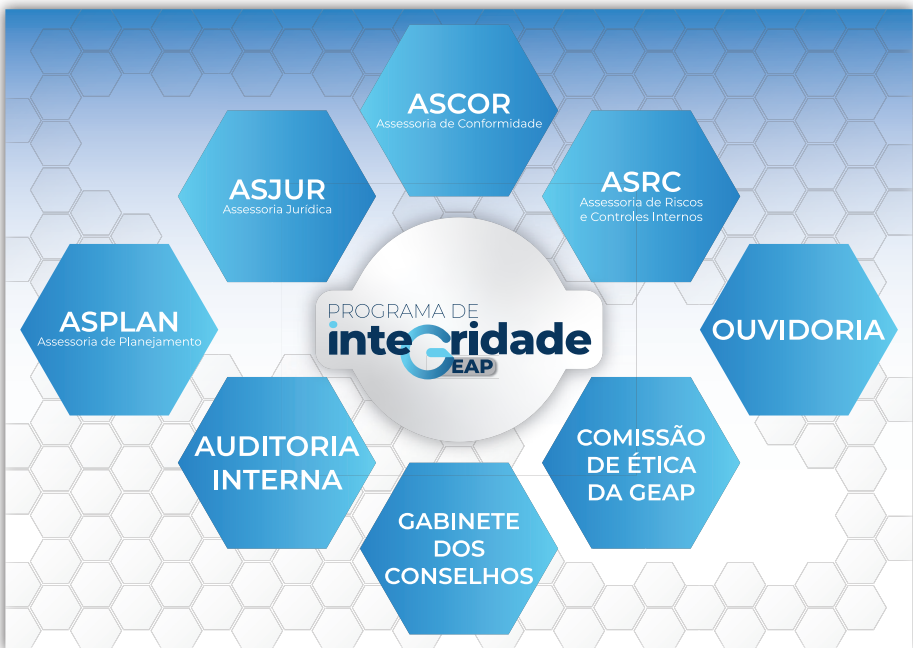 ASCOR
Assessoria de Conformidade
ASJUR
Assessoria Jurídica
ASRC
Assessoria de Riscos
e Controles Internos
ASPLAN
Assessoria de Planejamento
PROGRAMA DE
integridade
GEAP
OUVIDORIA
AUDITORIA
INTERNA
COMISSÃO
DE ÉTICA
DA GEAP
GABINETE
DOS
CONSELHOS